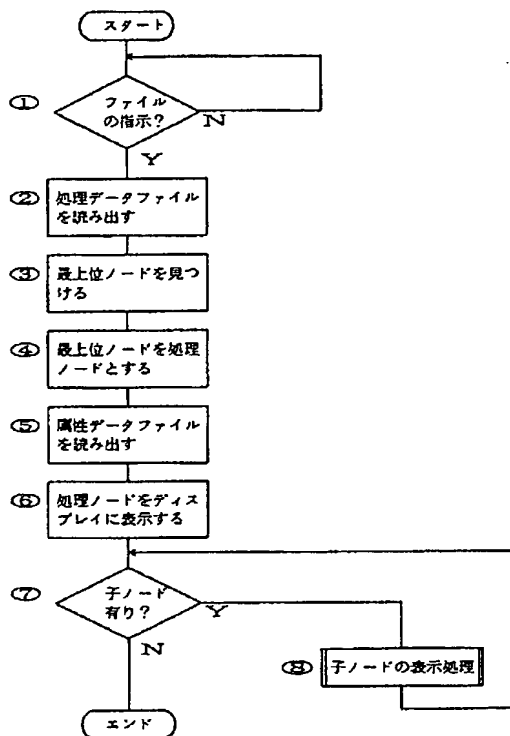 スタート
① ファイル
の指示?
N
Y
② 処理データファイル
を読み出す
③ 最上位ノードを見つ
ける
④ 最上位ノードを処理
ノードとする
⑤ 属性データファイル
を読み出す
⑥ 処理ノードをディス
プレイに表示する
⑦ 子ノード
有り?
Y
N
⑧ 子ノードの表示処理
エンド